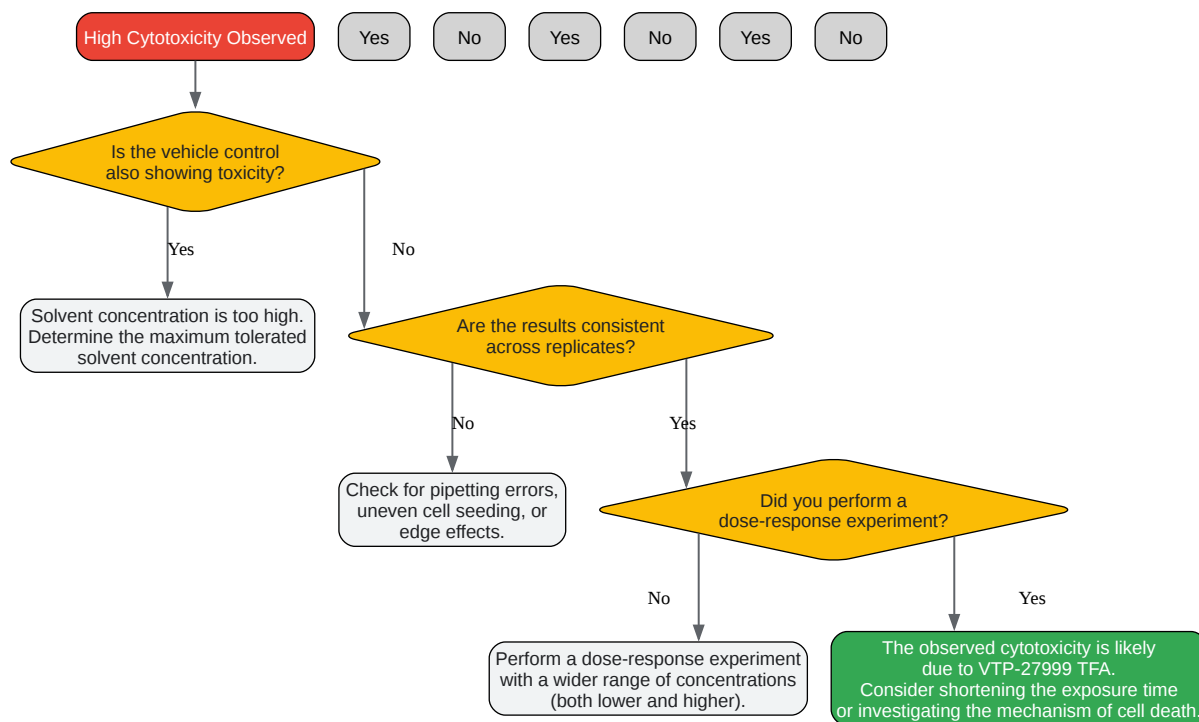 High Cytotoxicity Observed
Yes
No
Yes
No
Yes
No
Is the vehicle control
also showing toxicity?
Yes
No
Solvent concentration is too high.
Determine the maximum tolerated
solvent concentration.
Are the results consistent
across replicates?
No
Yes
Check for pipetting errors,
uneven cell seeding, or
edge effects.
Did you perform a
dose-response experiment?
No
Yes
Perform a dose-response experiment
with a wider range of concentrations
(both lower and higher).
The observed cytotoxicity is likely
due to VTP-27999 TFA.
Consider shortening the exposure time
or investigating the mechanism of cell death.